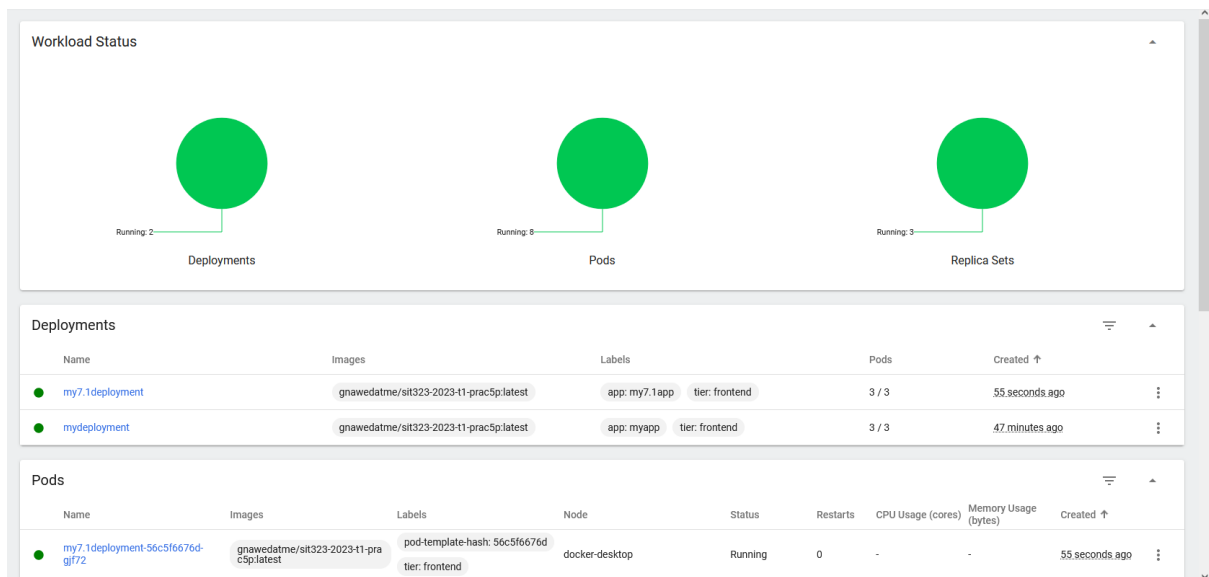 Workload Status
Running: 2
Running: 8
Running: 3
Deployments
Pods
Replica Sets
Deployments
Name Images Labels Pods Created
my7.1deployment gnawedatme/sit323-2023-t1-prac5p:latest app: my7.1app tier: frontend 3 / 3 55 seconds ago
mydeployment gnawedatme/sit323-2023-t1-prac5p:latest app: myapp tier: frontend 3 / 3 47 minutes ago
Pods
Name Images Labels Node Status Restarts CPU Usage (cores) Memory Usage (bytes) Created
my7.1deployment-56c5f6676d-gjf72 gnawedatme/sit323-2023-t1-prac5p:latest pod-template-hash: 56c5f6676d docker-desktop Running 0 - - 55 seconds ago
tier: frontend